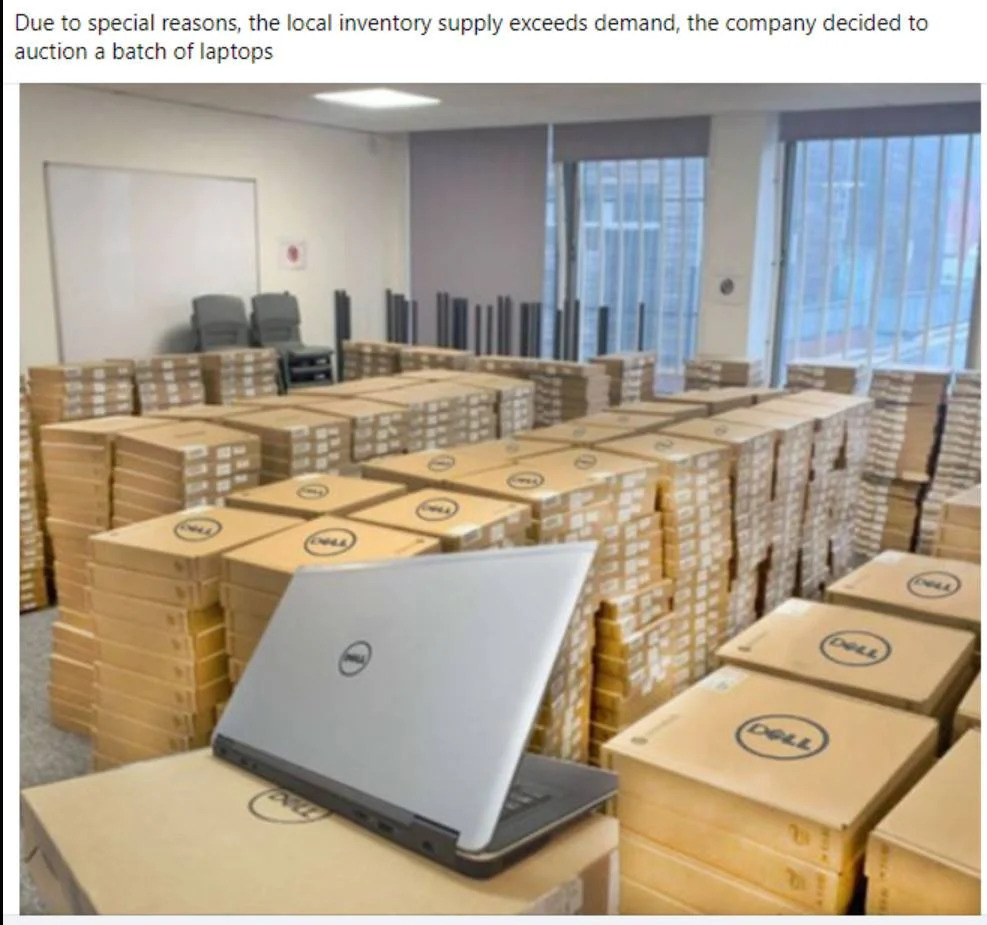 Due to special reasons, the local inventory supply exceeds demand, the company decided to
auction a batch of laptops
DELL
DELL
DELL
DELL
DELL
DELL
DELL
DELL
DELL
DELL